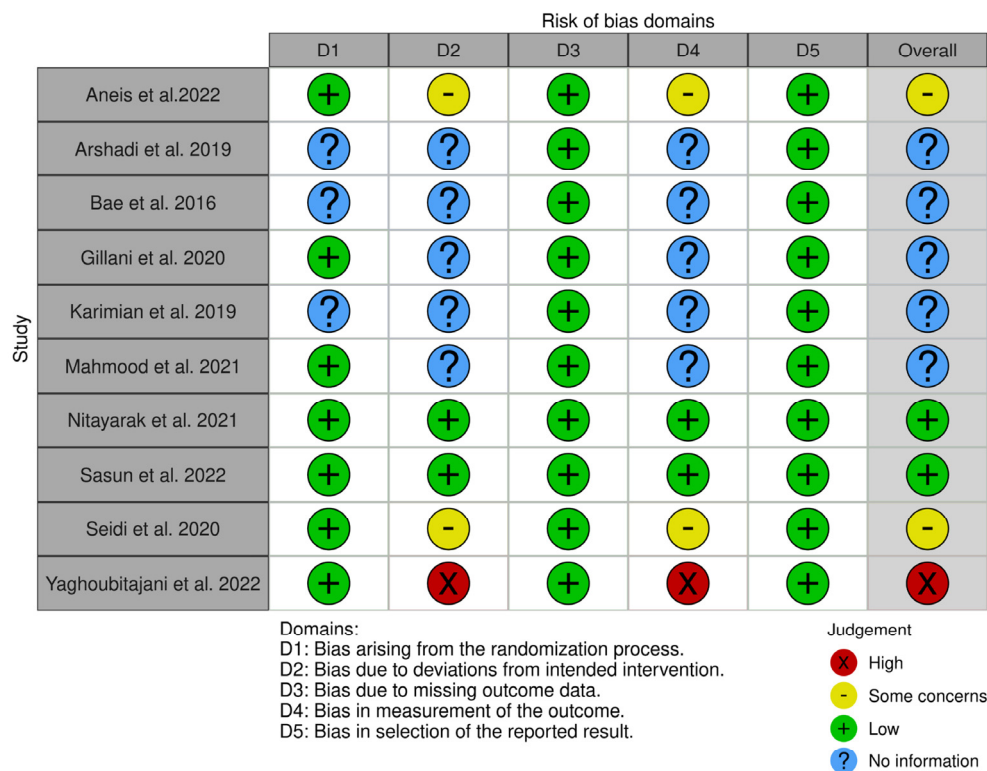 Risk of bias domains
D1 D2 D3 D4 D5 Overall
Study
Aneis et al.2022 + - + - + -
Arshadi et al. 2019 ? ? + ? + ?
Bae et al. 2016 ? ? + ? + ?
Gillani et al. 2020 + ? + ? + ?
Karimian et al. 2019 ? ? + ? + ?
Mahmood et al. 2021 + ? + ? + ?
Nitayarak et al. 2021 + + + + + +
Sasun et al. 2022 + + + + + +
Seidi et al. 2020 + - + - + -
Yaghoubitajani et al. 2022 + X + X + X
Domains:
D1: Bias arising from the randomization process.
D2: Bias due to deviations from intended intervention.
D3: Bias due to missing outcome data.
D4: Bias in measurement of the outcome.
D5: Bias in selection of the reported result.
Judgement
X High
- Some concerns
+ Low
? No information